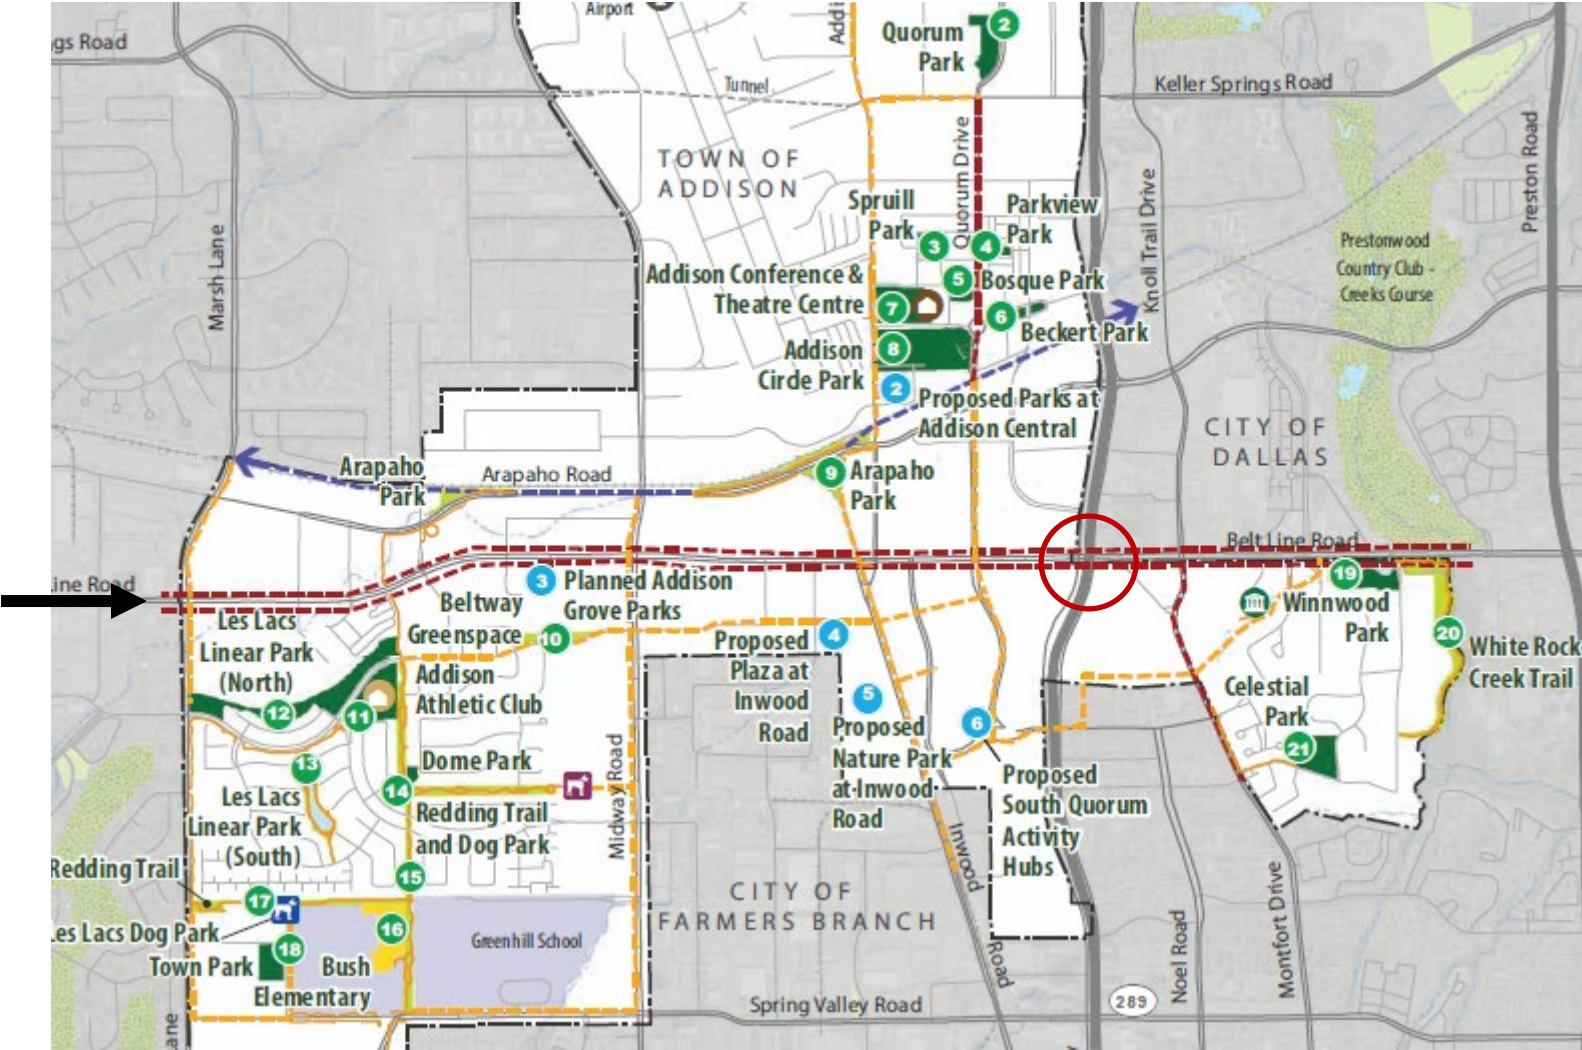 Airport
Addi
Quorum
Park
2
gs Road
Tunnel
Keller Springs Road
TOWN OF
ADDISON
Quorum Drive
Knoll Trail Drive
Preston Road
Marsh Lane
Spruill
Park
3
4
Parkview
Park
Prestonwood
Country Club -
Creeks Course
Addison Conference &
Theatre Centre
5
Bosque Park
7
6
Beckert Park
Addison
Circle Park
8
2
Proposed Parks at
Addison Central
CITY OF
DALLAS
Arapaho
Park
Arapaho Road
9
Arapaho
Park
Belt Line Road
ine Road
3
Planned Addison
Grove Parks
19
Winnwood
Park
Beltway
Greenspace
10
Les Lacs
Linear Park
(North)
Proposed
Plaza at
Inwood
Road
4
20
White Rock
Creek Trail
Addison
Athletic Club
12
11
5
Proposed
Nature Park
at Inwood
Road
6
Celestial
Park
21
Midway Road
13
Dome Park
14
Les Lacs
Linear Park
(South)
Redding Trail
and Dog Park
Proposed
South Quorum
Activity
Hubs
Inwood
Road
Redding Trail
15
17
16
Les Lacs Dog Park
18
Town Park
Bush
Elementary
Greenhill School
CITY OF
FARMERS BRANCH
Noel Road
Montfort Drive
Spring Valley Road
289
ane